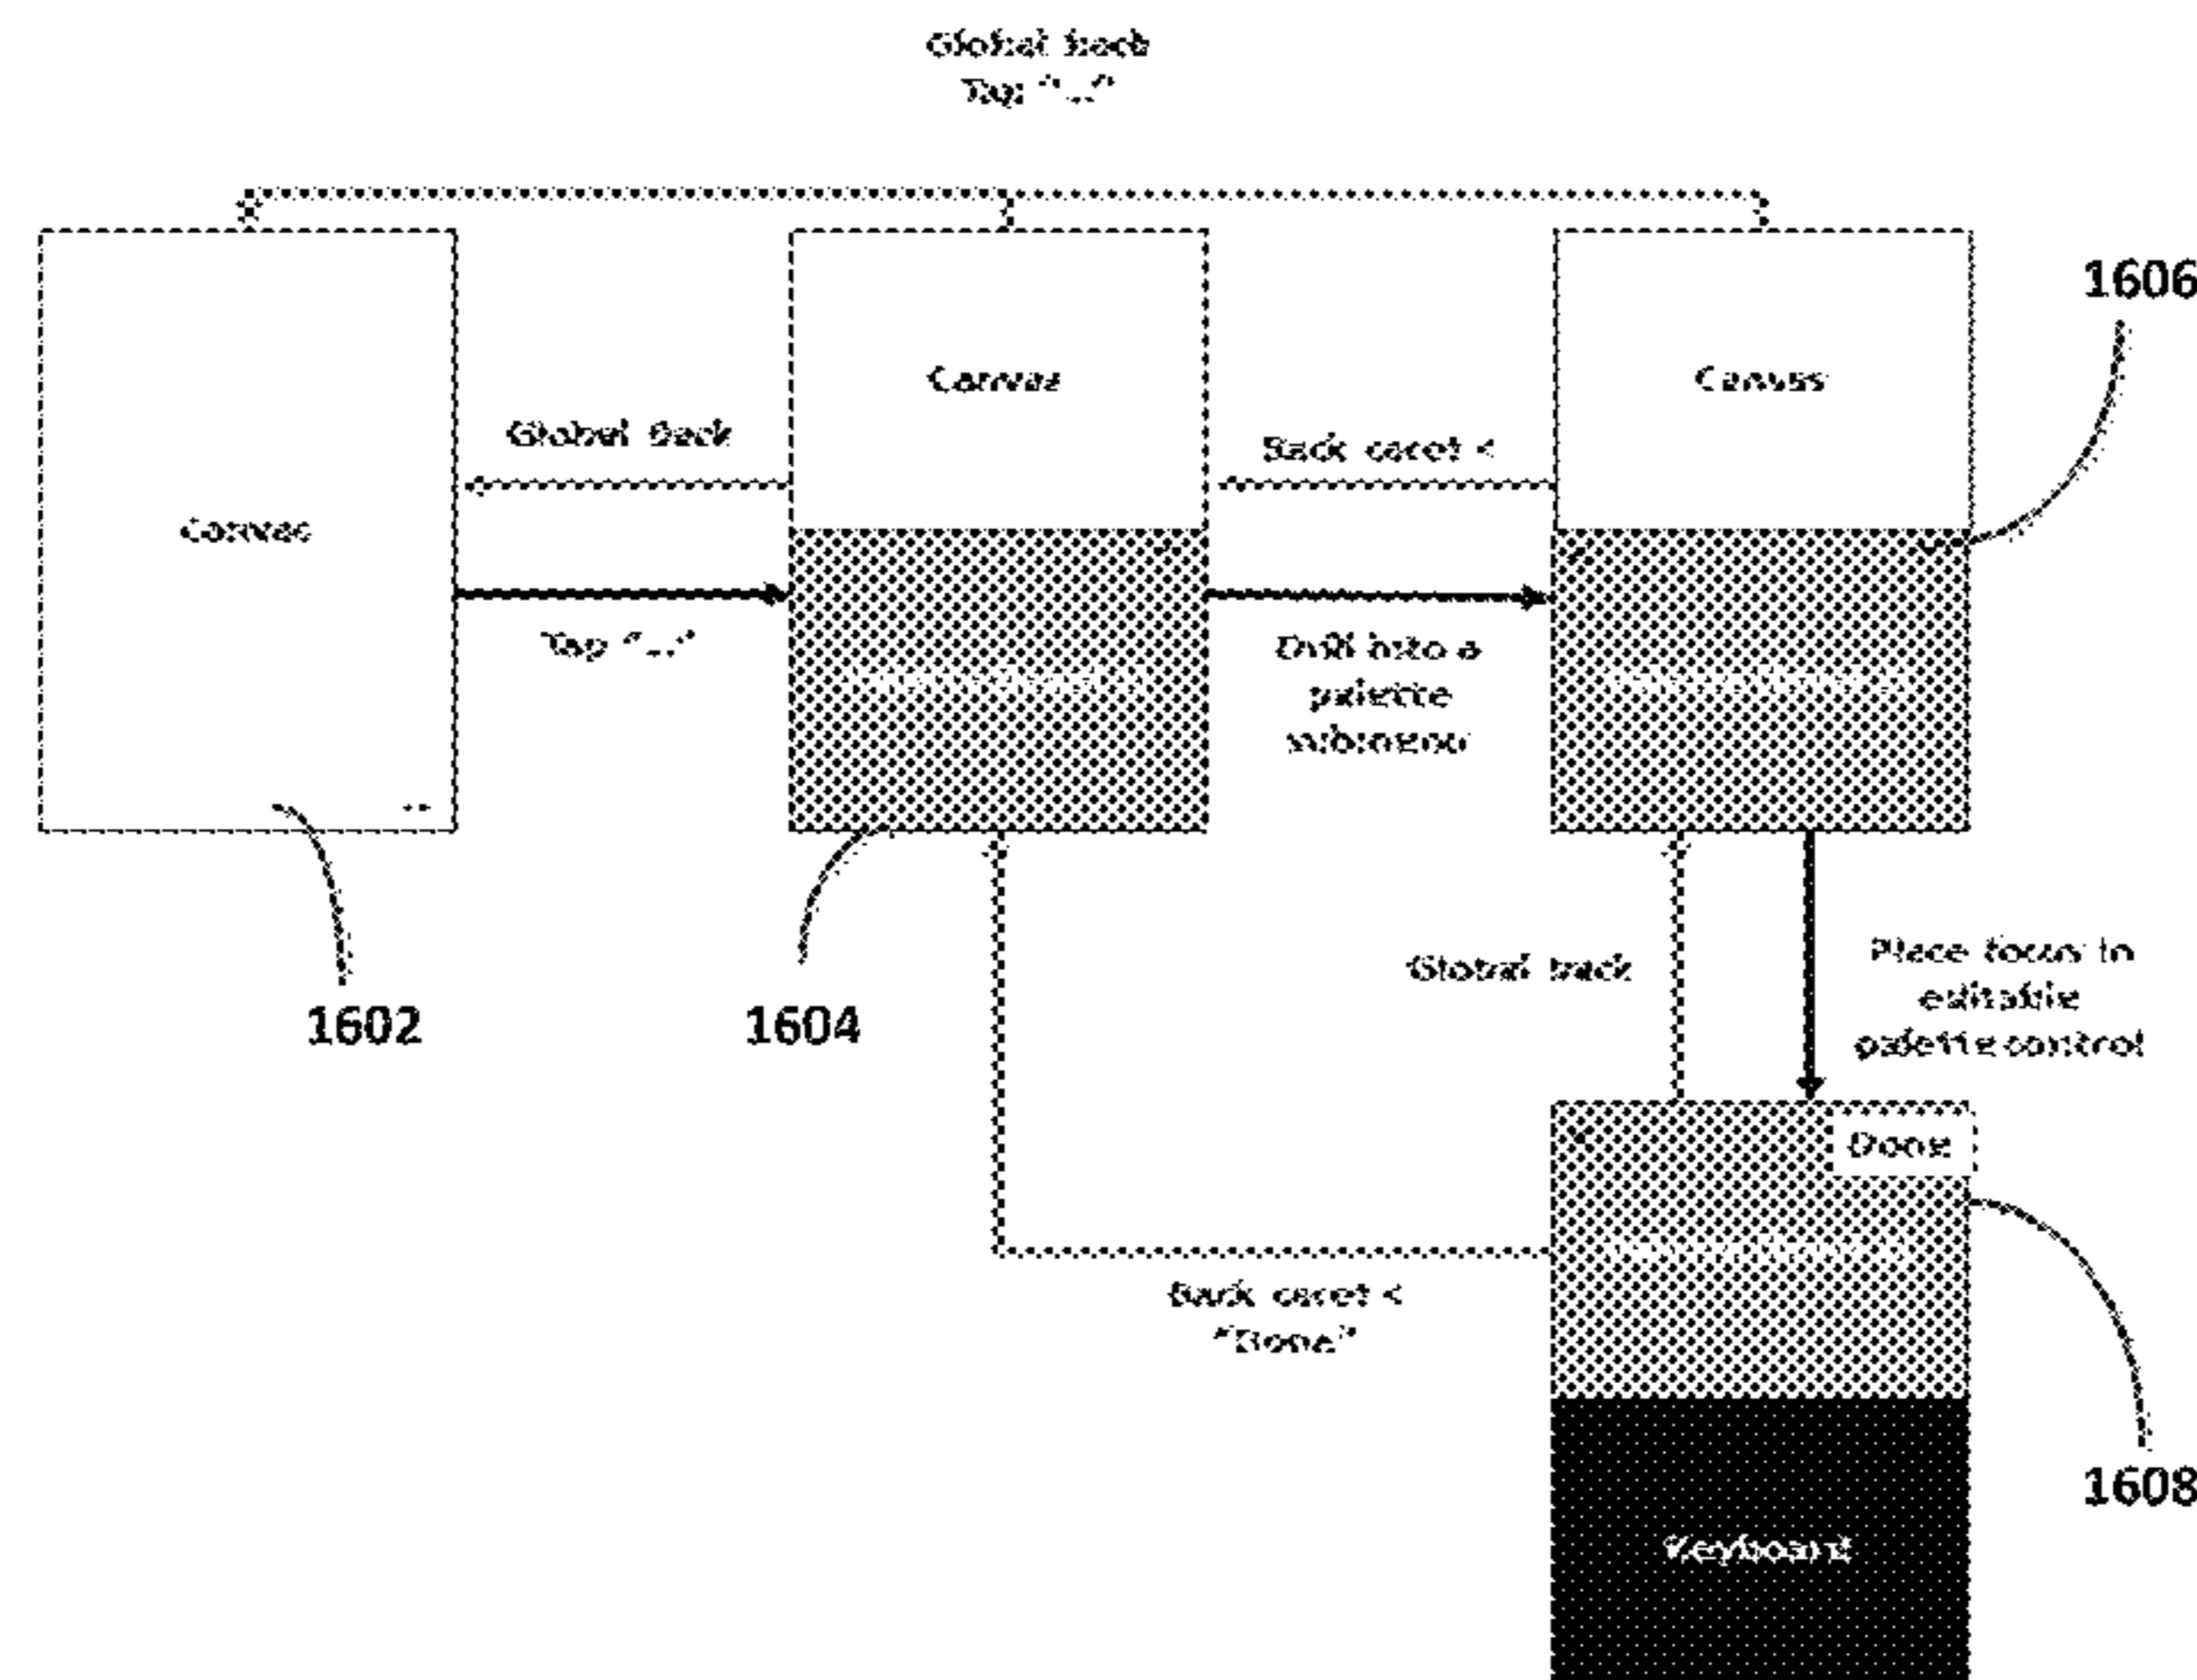 Global back
Tap "..."
1606
Canvas
Canvas
Global Back
Back caret <
Canvas
Tap "..."
Drill into a
palette
submenu
1602
1604
Global back
Place focus in
editable
palette control
Done
Back caret <
"Done"
1608
Keyboard